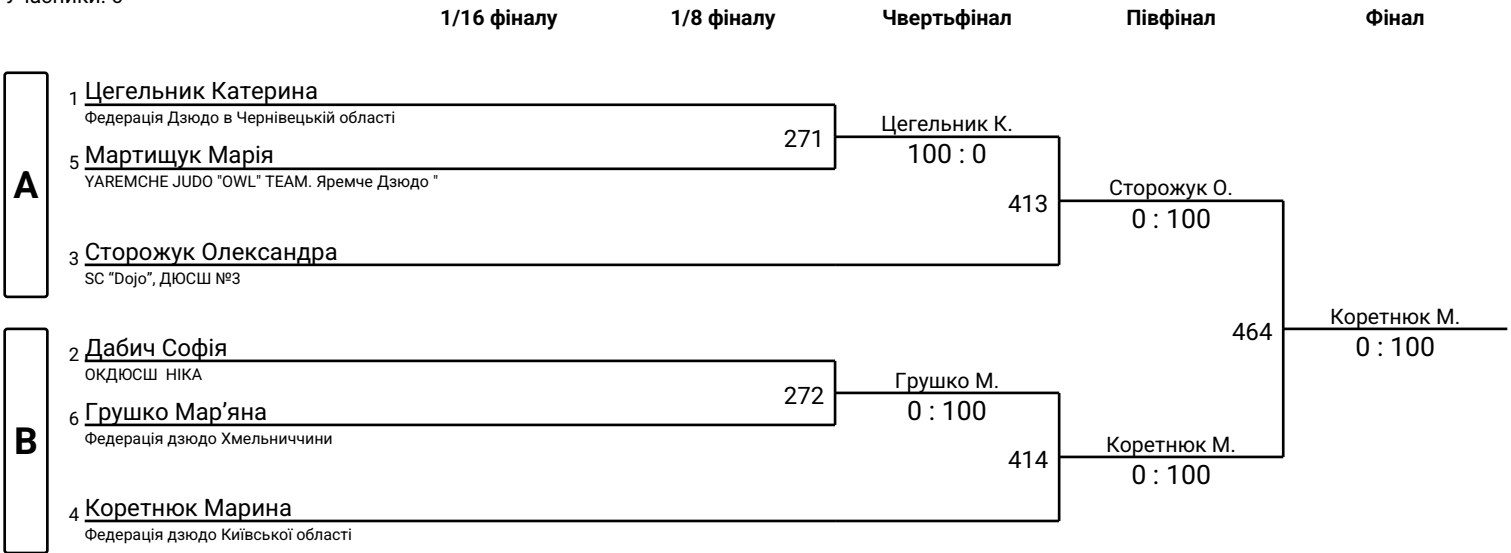 1/16 фіналу 1/8 фіналу Чвертьфінал Півфінал Фінал
A
1 Цегельник Катерина
Федерація Дзюдо в Чернівецькій області
271
Цегельник К.
100 : 0
5 Мартищук Марія
YAREMCHE JUDO "OWL" TEAM. Яремче Дзюдо "
413
Сторожук О.
0 : 100
3 Сторожук Олександра
SC “Dojo”, ДЮСШ №3
464
Коретнюк М.
0 : 100
B
2 Дабич Софія
ОКДЮСШ НІКА
272
Грушко М.
0 : 100
6 Грушко Мар’яна
Федерація дзюдо Хмельниччини
414
Коретнюк М.
0 : 100
4 Коретнюк Марина
Федерація дзюдо Київської області